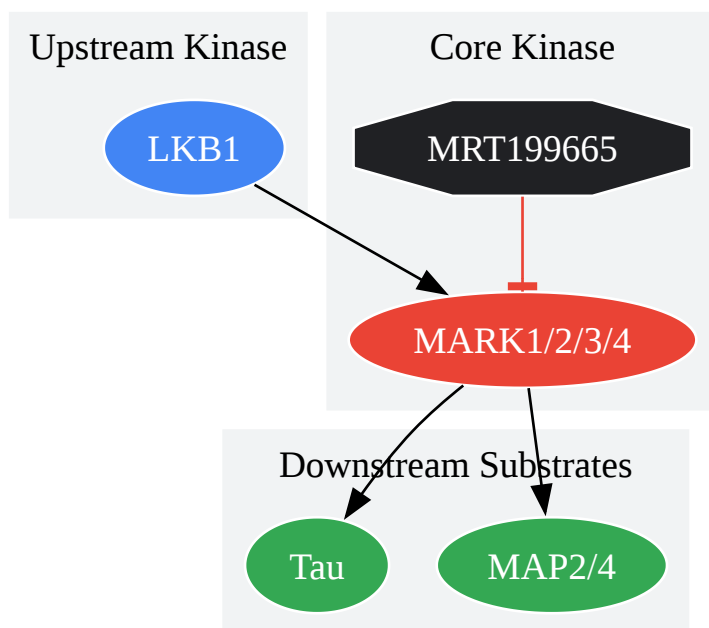 Upstream Kinase
Core Kinase
LKB1
MRT199665
MARK1/2/3/4
Downstream Substrates
Tau
MAP2/4